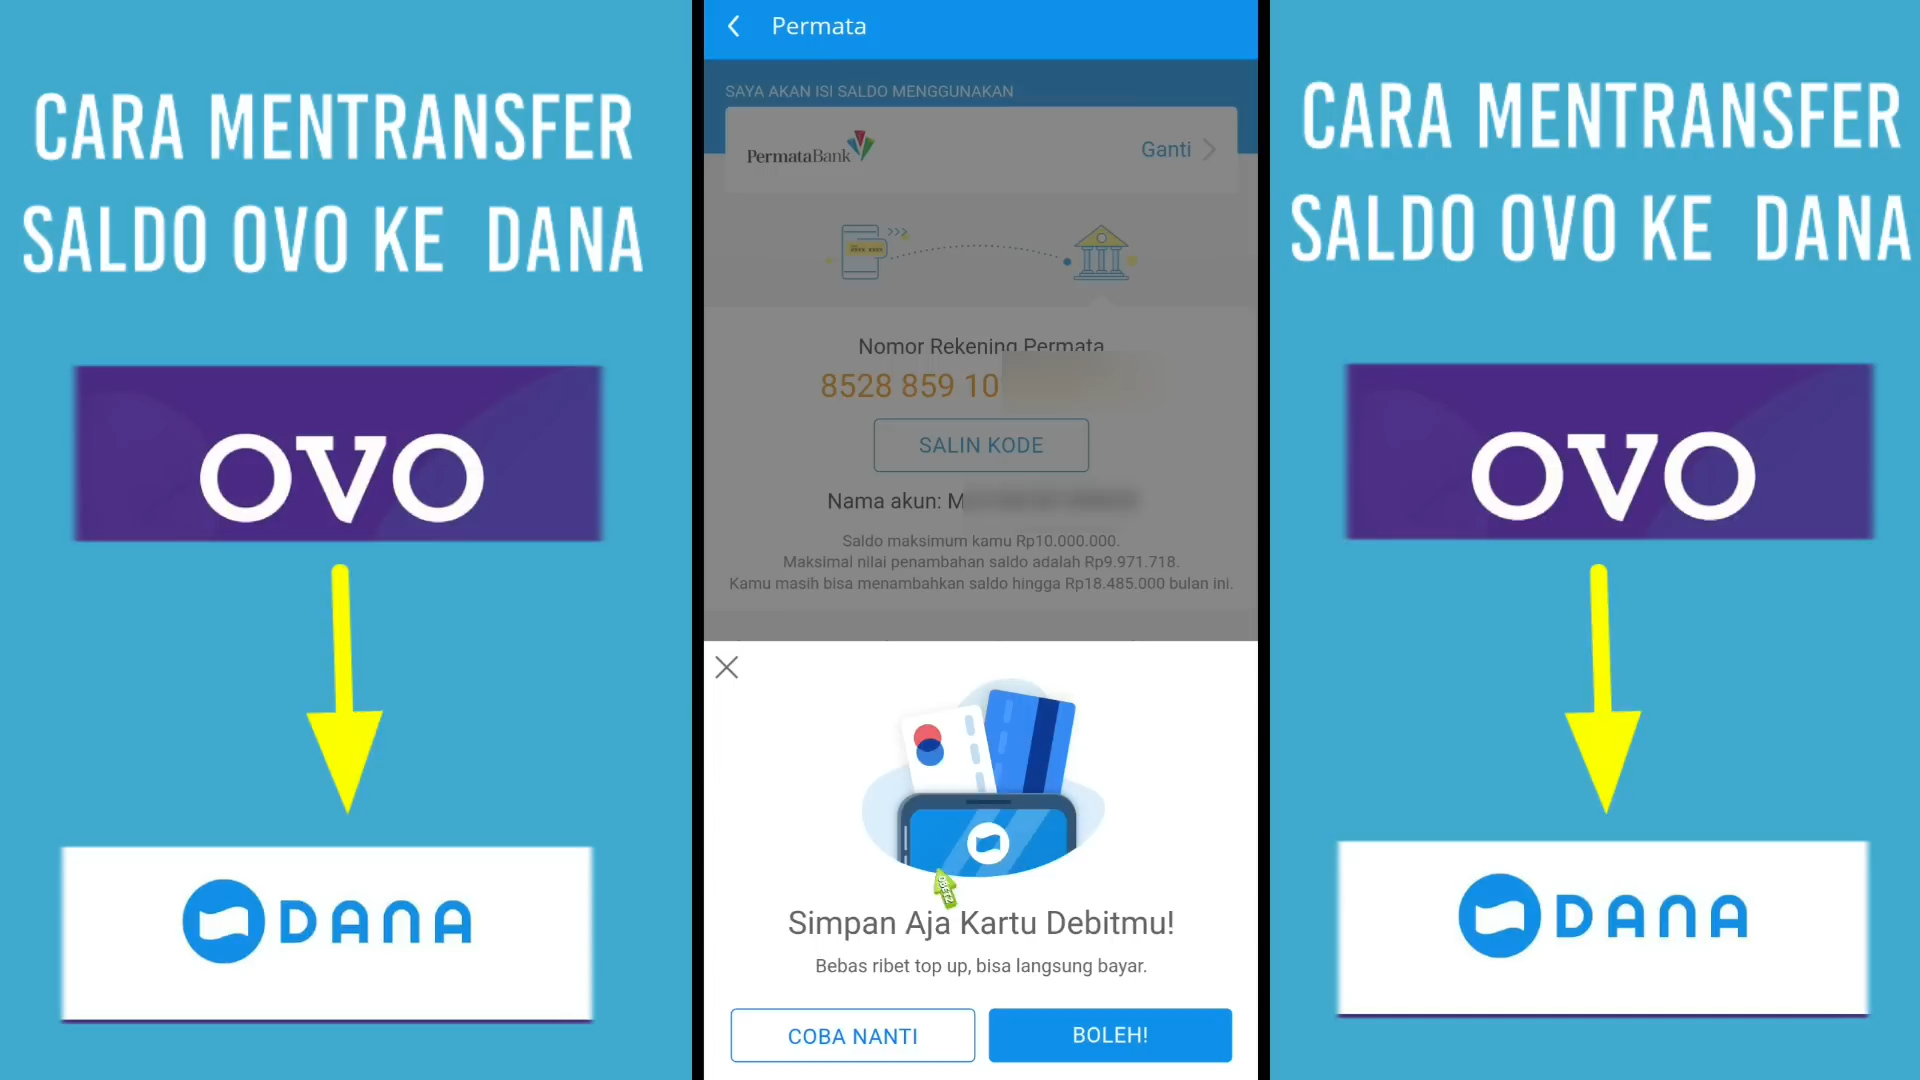 CARA MENTRANSFER
SALDO OVO KE DANA
OVO
DANA
Permata
SAYA AKAN ISI SALDO MENGGUNAKAN
PermataBank
Ganti
Nomor Rekening Permata
8528 859 10
SALIN KODE
Nama akun: M
Saldo maksimum kamu Rp10.000.000.
Maksimal nilai penambahan saldo adalah Rp9.971.718.
Kamu masih bisa menambahkan saldo hingga Rp18.485.000 bulan ini.
Simpan Aja Kartu Debitmu!
Bebas ribet top up, bisa langsung bayar.
COBA NANTI
BOLEH!
CARA MENTRANSFER
SALDO OVO KE DANA
OVO
DANA